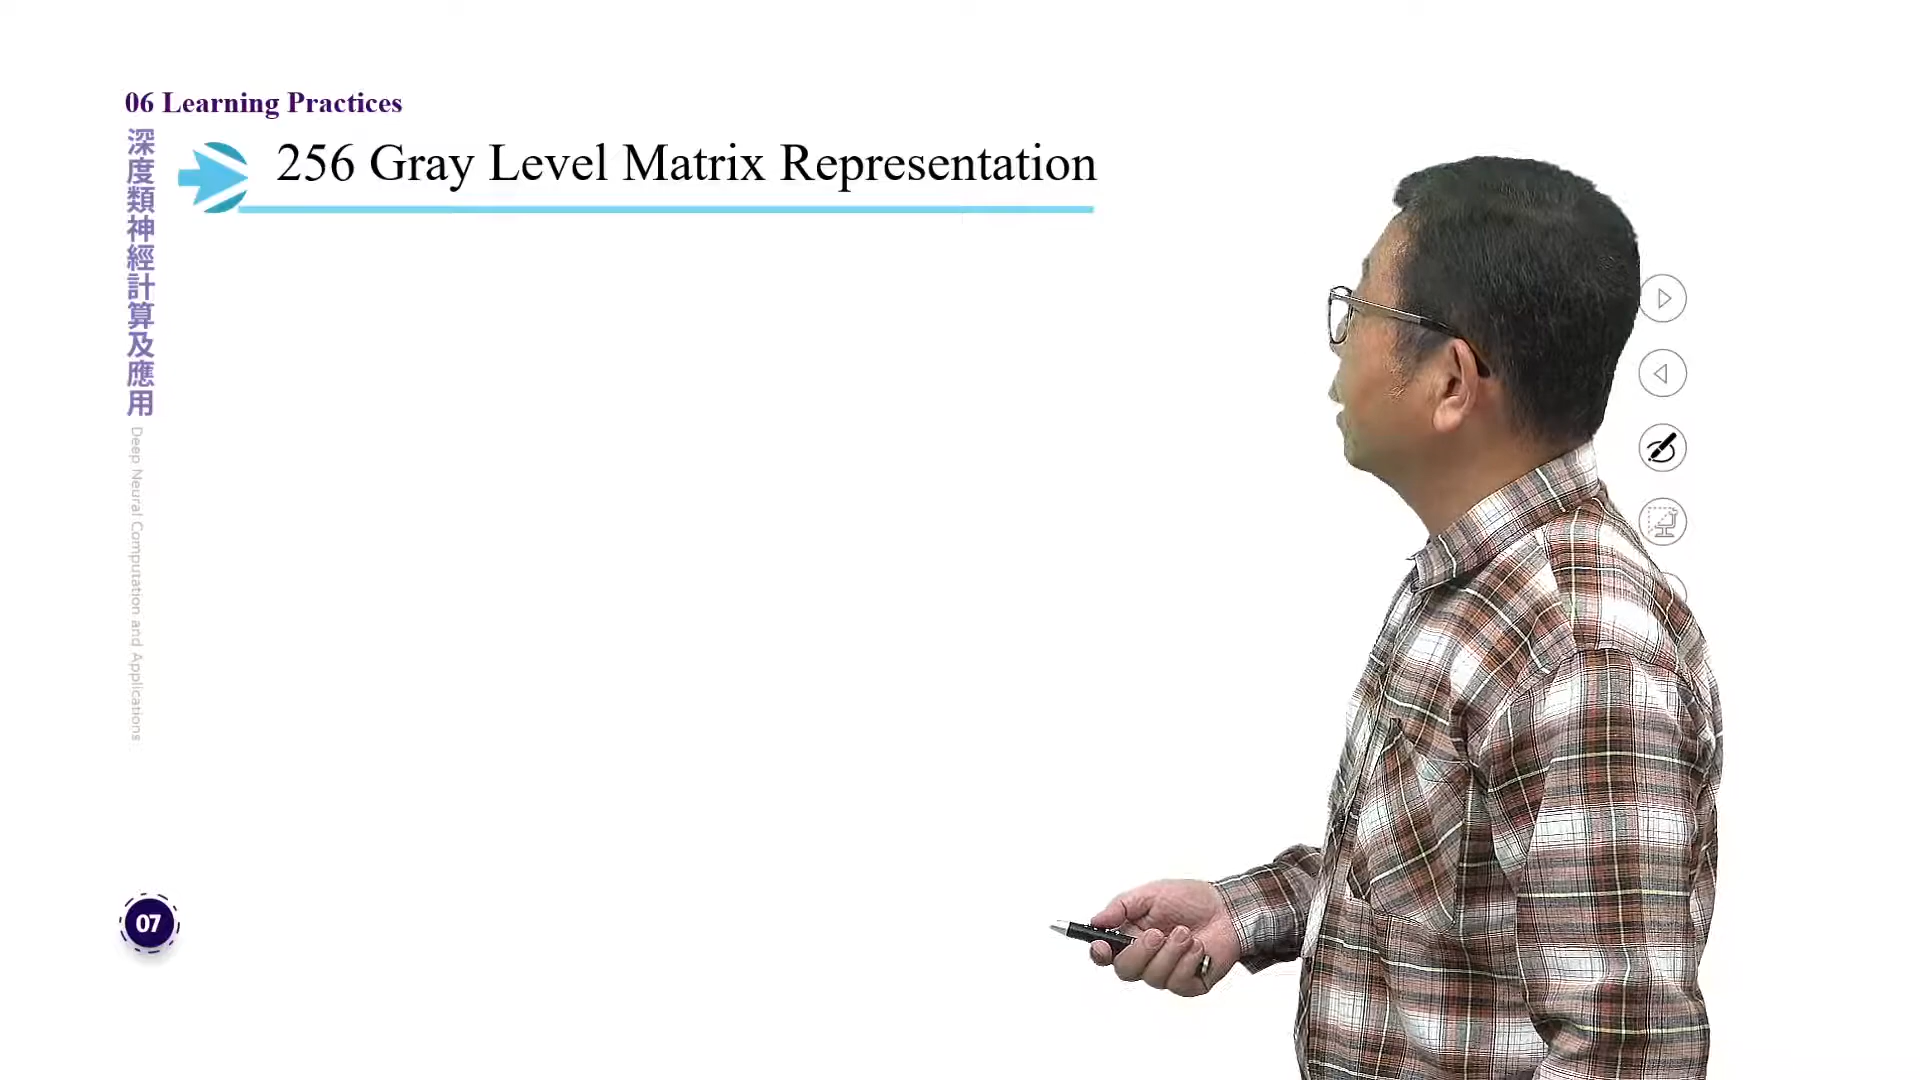 06 Learning Practices
256 Gray Level Matrix Representation
深度類神經計算及應用
Deep Neural Computation and Applications
07